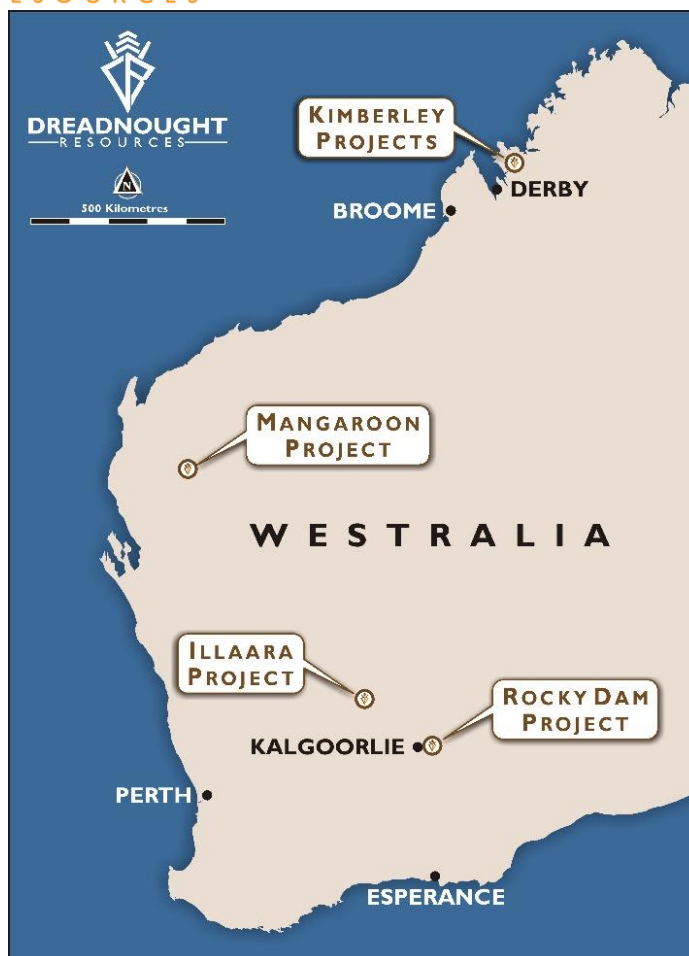 ESOURCES
DREADNOUGHT
RESOURCES
N
500 Kilometres
KIMBERLEY
PROJECTS
DERBY
BROOME
MANGAROON
PROJECT
WESTRALIA
ILLAARA
PROJECT
ROCKY DAM
PROJECT
KALGOORLIE
PERTH
ESPERANCE